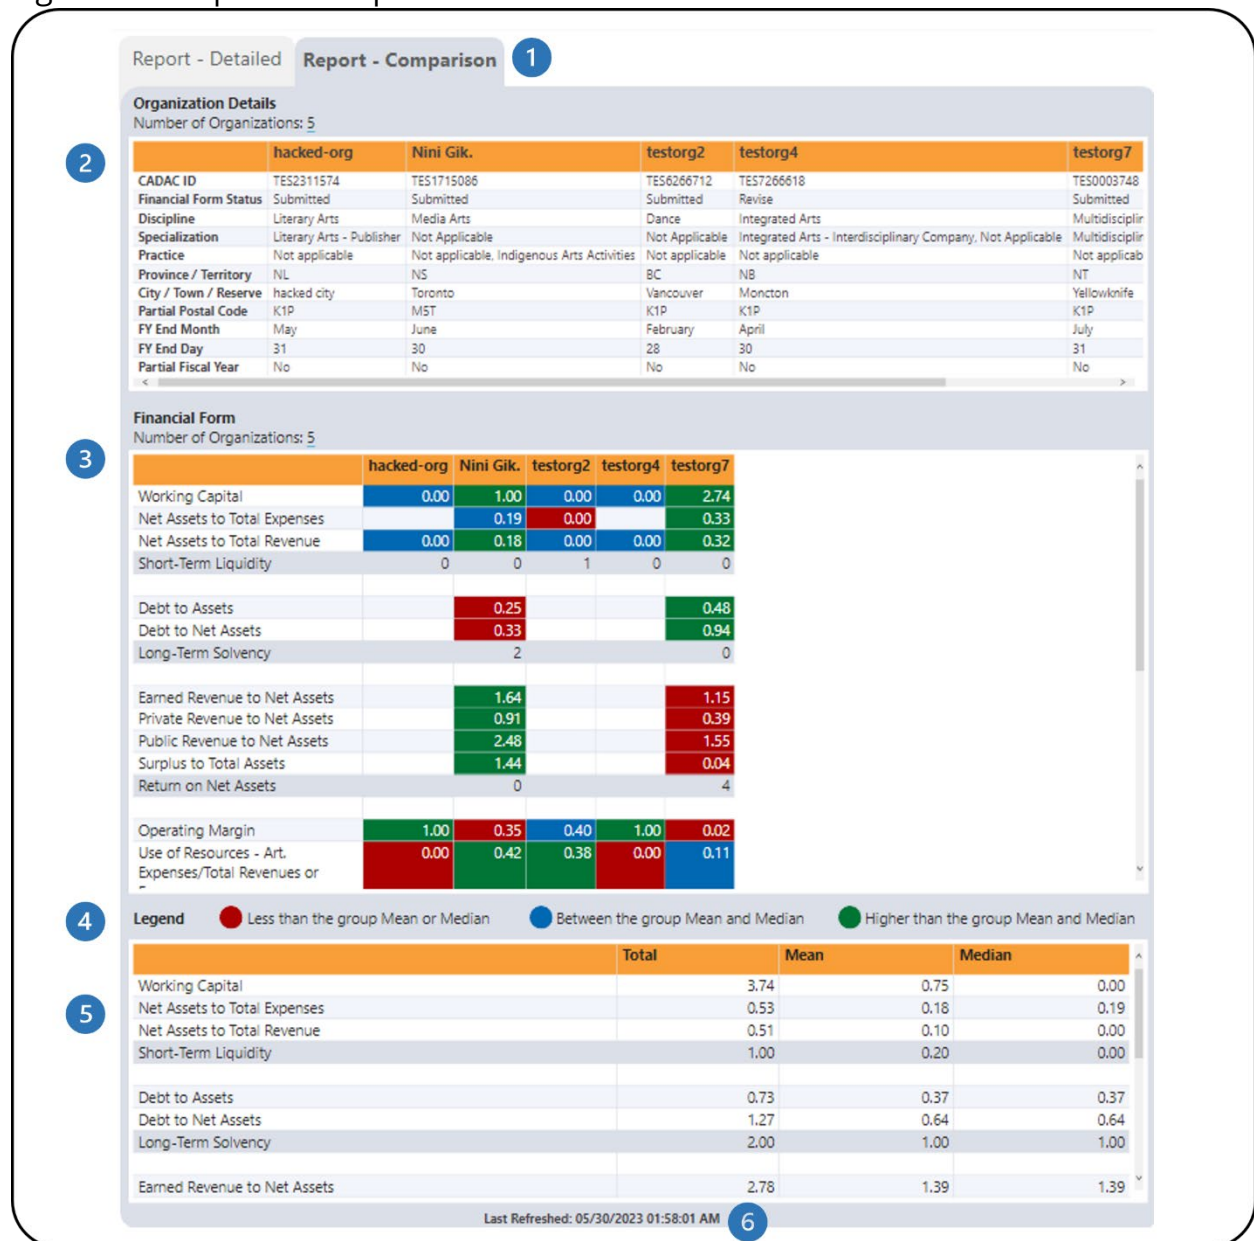 Report - Detailed Report - Comparison 1
Organization Details
Number of Organizations: 5
2
hacked-org Nini Gik. testorg2 testorg4 testorg7
CADAC ID TES2311574 TES1715086 TES6266712 TES7266618 TES0003748
Financial Form Status Submitted Submitted Submitted Revise Submitted
Discipline Literary Arts Media Arts Dance Integrated Arts Multidisciplir
Specialization Literary Arts - Publisher Not Applicable Not Applicable Integrated Arts - Interdisciplinary Company, Not Applicable Multidisciplir
Practice Not applicable Not applicable, Indigenous Arts Activities Not applicable Not applicable Not applicab
Province / Territory NL NS BC NB NT
City / Town / Reserve hacked city Toronto Vancouver Moncton Yellowknife
Partial Postal Code K1P M5T K1P K1P K1P
FY End Month May June February April July
FY End Day 31 30 28 30 31
Partial Fiscal Year No No No No No
Financial Form
Number of Organizations: 5
3
hacked-org Nini Gik. testorg2 testorg4 testorg7
Working Capital 0.00 1.00 0.00 0.00 2.74
Net Assets to Total Expenses 0.19 0.00 0.33
Net Assets to Total Revenue 0.00 0.18 0.00 0.00 0.32
Short-Term Liquidity 0 0 1 0 0
Debt to Assets 0.25 0.48
Debt to Net Assets 0.33 0.94
Long-Term Solvency 2 0
Earned Revenue to Net Assets 1.64 1.15
Private Revenue to Net Assets 0.91 0.39
Public Revenue to Net Assets 2.48 1.55
Surplus to Total Assets 1.44 0.04
Return on Net Assets 0 4
Operating Margin 1.00 0.35 0.40 1.00 0.02
Use of Resources - Art. 0.00 0.42 0.38 0.00 0.11
Expenses/Total Revenues or
4 Legend Less than the group Mean or Median Between the group Mean and Median Higher than the group Mean and Median
Total Mean Median
Working Capital 3.74 0.75 0.00
5
Net Assets to Total Expenses 0.53 0.18 0.19
Net Assets to Total Revenue 0.51 0.10 0.00
Short-Term Liquidity 1.00 0.20 0.00
Debt to Assets 0.73 0.37 0.37
Debt to Net Assets 1.27 0.64 0.64
Long-Term Solvency 2.00 1.00 1.00
Earned Revenue to Net Assets 2.78 1.39 1.39
Last Refreshed: 05/30/2023 01:58:01 AM 6